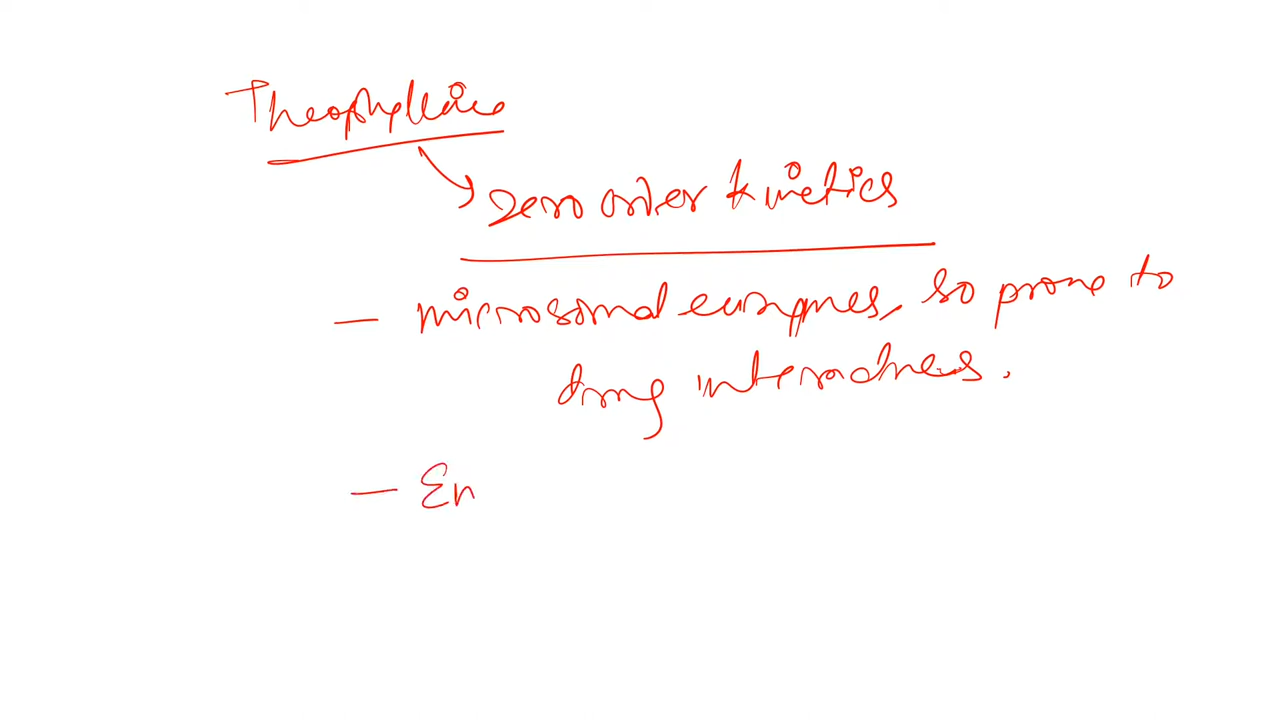 Theophylline
zero order kinetics
– microsomal enzymes, so prone to
drug interactions.
– En